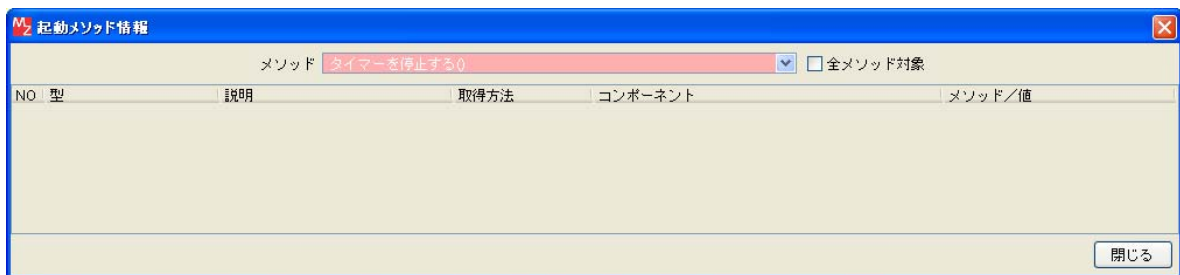 MZ 起動メソッド情報
メソッド タイマーを停止する() 全メソッド対象
NO 型 説明 取得方法 コンポーネント メソッド／値
閉じる